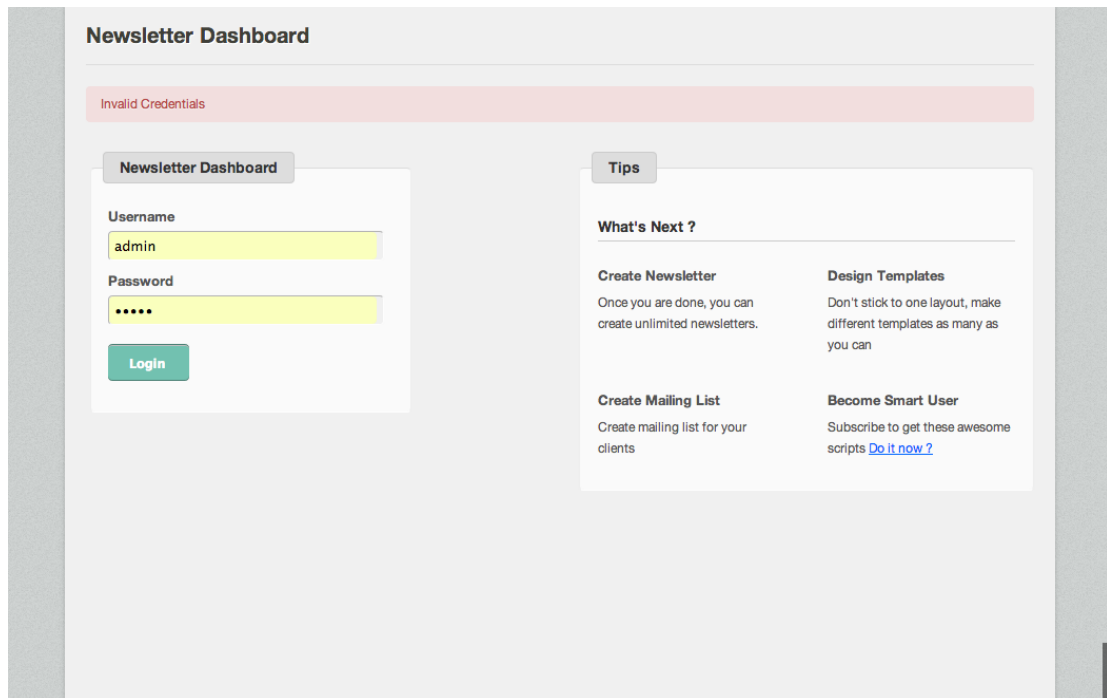 Newsletter Dashboard
Invalid Credentials
Newsletter Dashboard
Username
admin
Password
•••••
Login
Tips
What's Next ?
Create Newsletter
Once you are done, you can
create unlimited newsletters.
Design Templates
Don't stick to one layout, make
different templates as many as
you can
Create Mailing List
Create mailing list for your
clients
Become Smart User
Subscribe to get these awesome
scripts Do it now ?